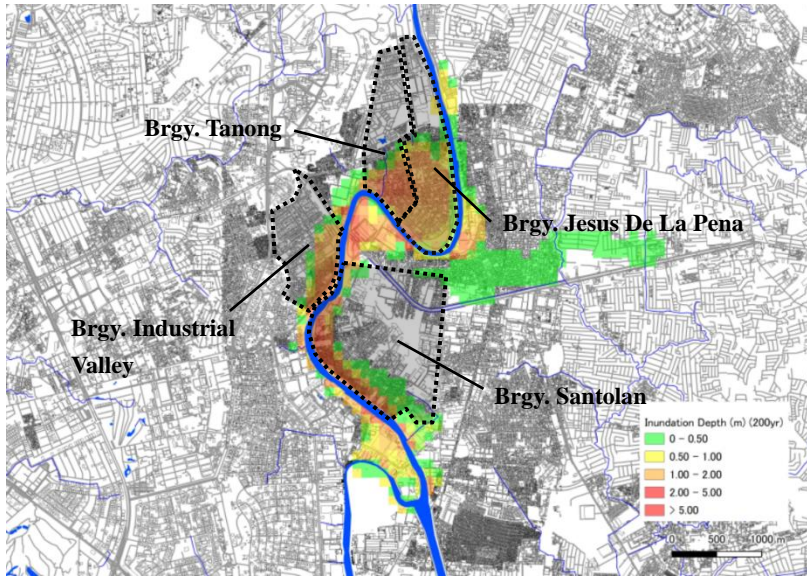 Brgy. Tanong
Brgy. Jesus De La Pena
Brgy. Industrial
Valley
Brgy. Santolan
Inundation Depth (m) (200yr)
0 - 0.50
0.50 - 1.00
1.00 - 2.00
2.00 - 5.00
> 5.00
500 1000 m